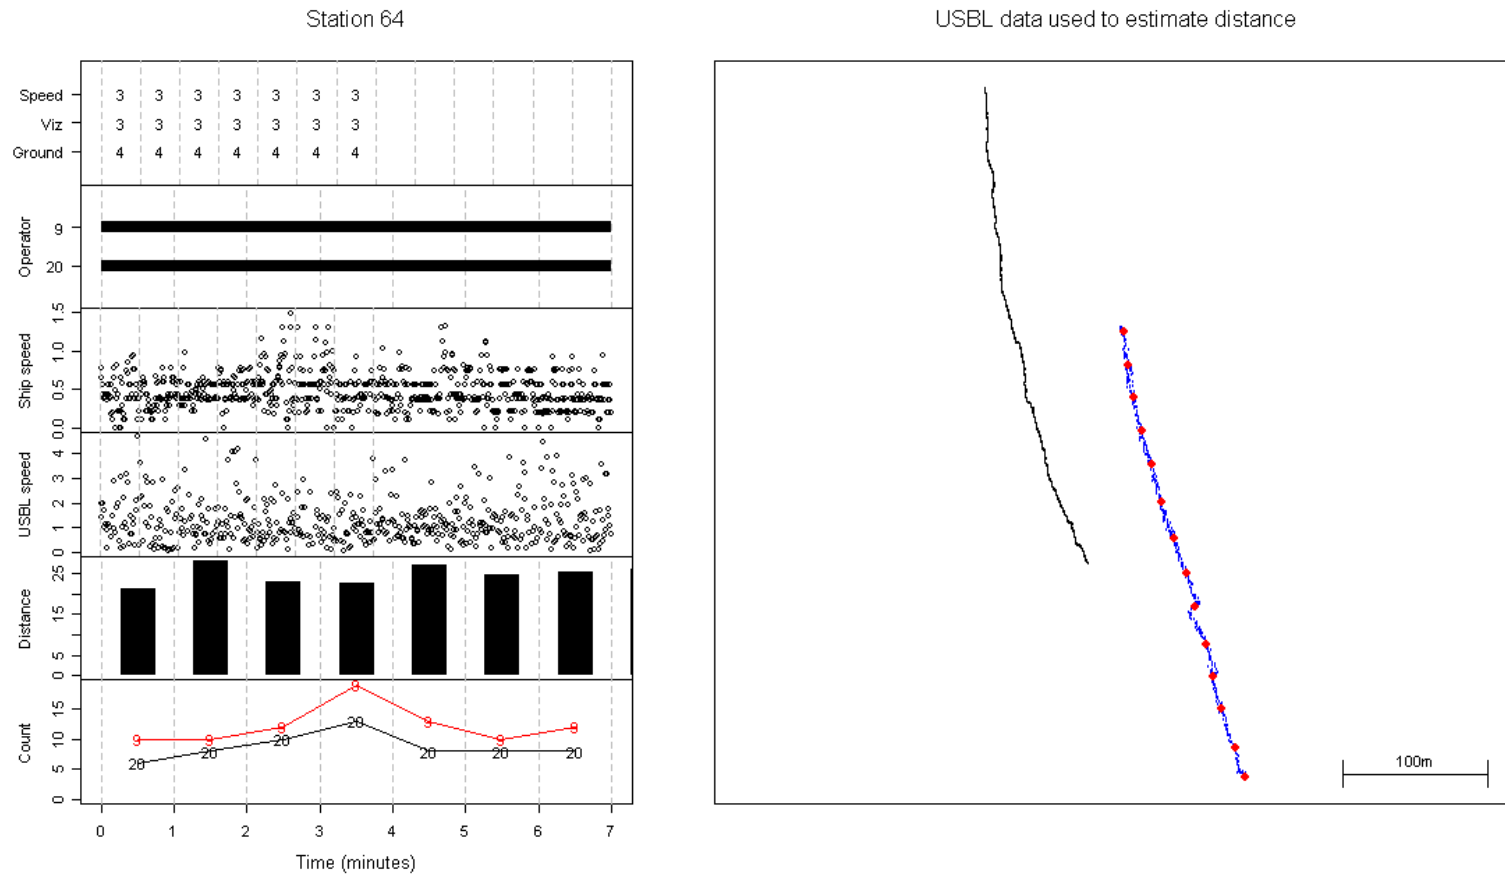 Station 64
USBL data used to estimate distance
Speed 3 3 3 3 3 3 3
Viz 3 3 3 3 3 3 3
Ground 4 4 4 4 4 4 4
Operator
9
20
Ship speed
1.5
1.0
0.5
0.0
USBL speed
4
3
2
1
0
Distance
25
15
5
0
Count
15
10
5
0
9 9 9 9 9 9 9
20 20 20 20 20 20 20
0 1 2 3 4 5 6 7
Time (minutes)
100m